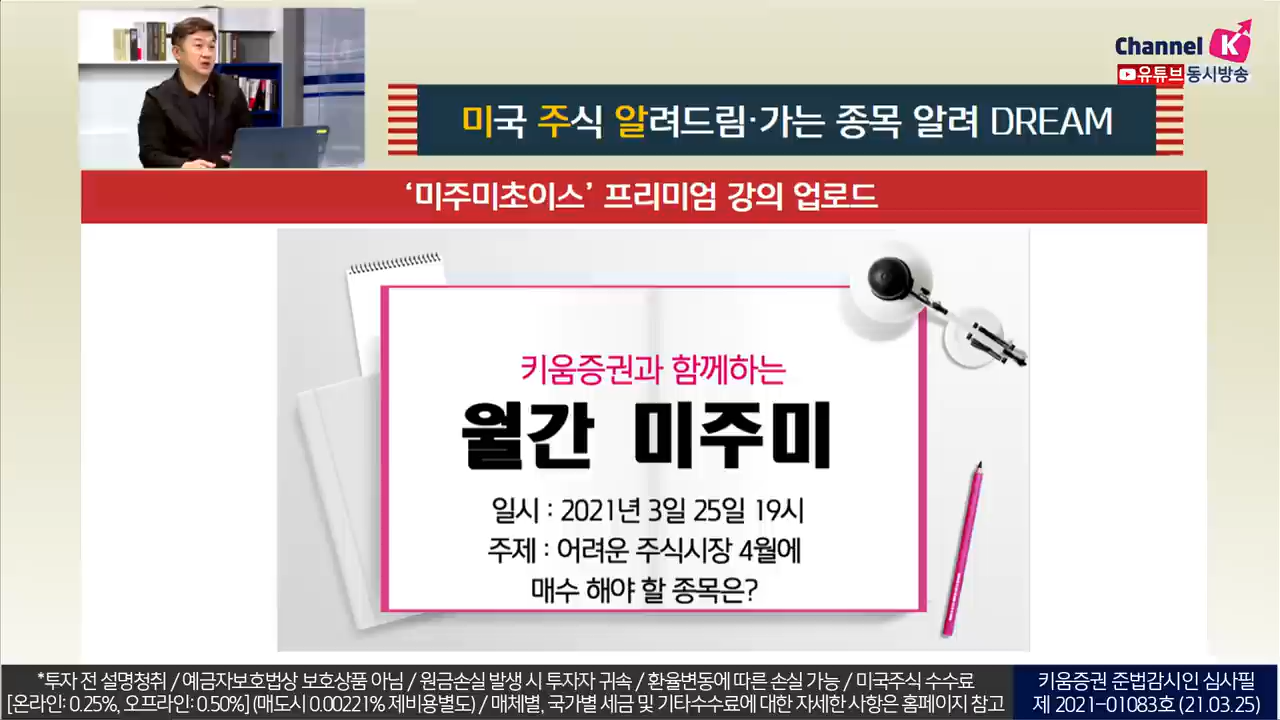 Channel K
유튜브동시방송
미국 주식 알려드림·가는 종목 알려 DREAM
‘미주미초이스’ 프리미엄 강의 업로드
키움증권과 함께하는
월간 미주미
일시 : 2021년 3일 25일 19시
주제 : 어려운 주식시장 4월에
매수 해야 할 종목은?
*투자 전 설명청취 / 예금자보호법상 보호상품 아님 / 원금손실 발생 시 투자자 귀속 / 환율변동에 따른 손실 가능 / 미국주식 수수료
[온라인: 0.25%, 오프라인: 0.50%] (매도시 0.00221% 제비용별도) / 매체별, 국가별 세금 및 기타수수료에 대한 자세한 사항은 홈페이지 참고
키움증권 준법감시인 심사필
제 2021-01083호 (21.03.25)